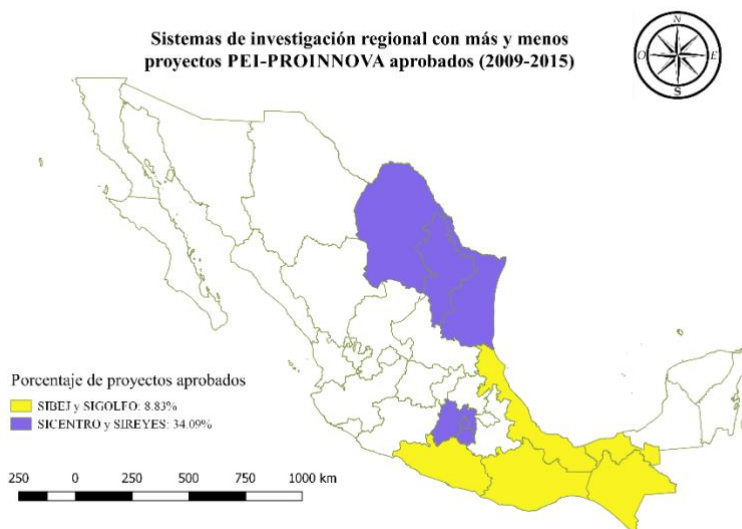 Sistemas de investigación regional con más y menos
proyectos PEI-PROINNOVA aprobados (2009-2015)
N
O
E
S
Porcentaje de proyectos aprobados
SIBEJ y SIGOLFO: 8.83%
SICENTRO y SIREYES: 34.09%
250 0 250 500 750 1000 km